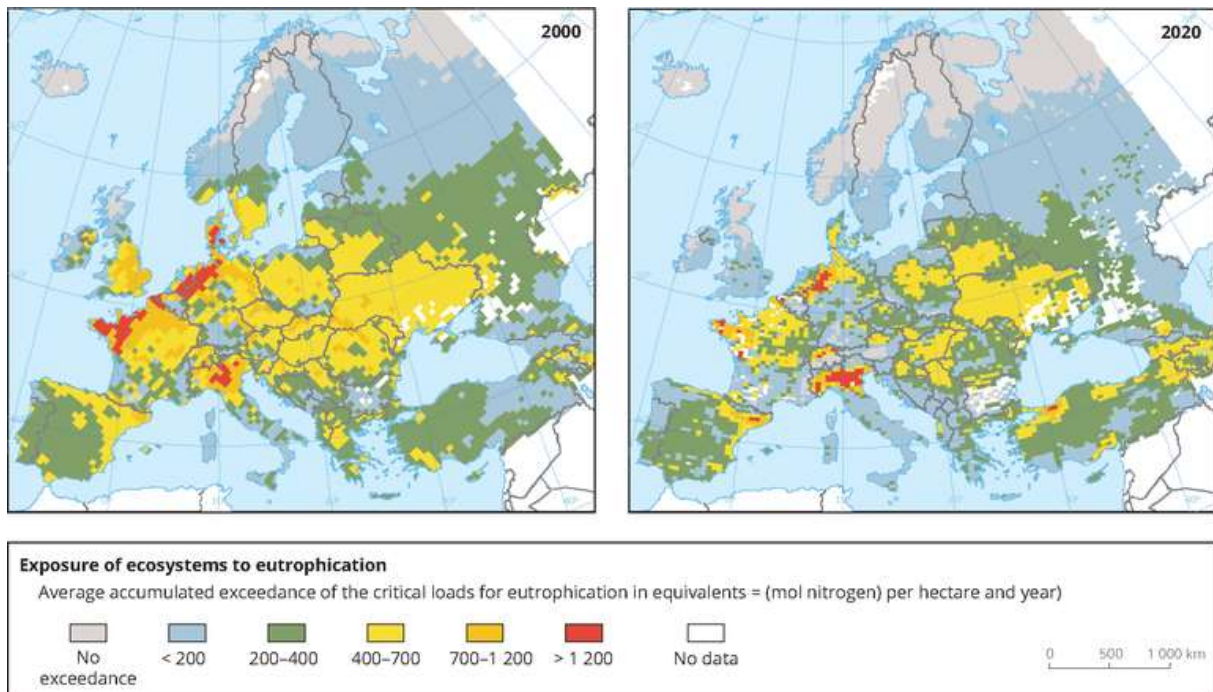 2000
2020
Exposure of ecosystems to eutrophication
Average accumulated exceedance of the critical loads for eutrophication in equivalents = (mol nitrogen) per hectare and year)
No exceedance
< 200
200–400
400–700
700–1 200
> 1 200
No data
0 500 1 000 km